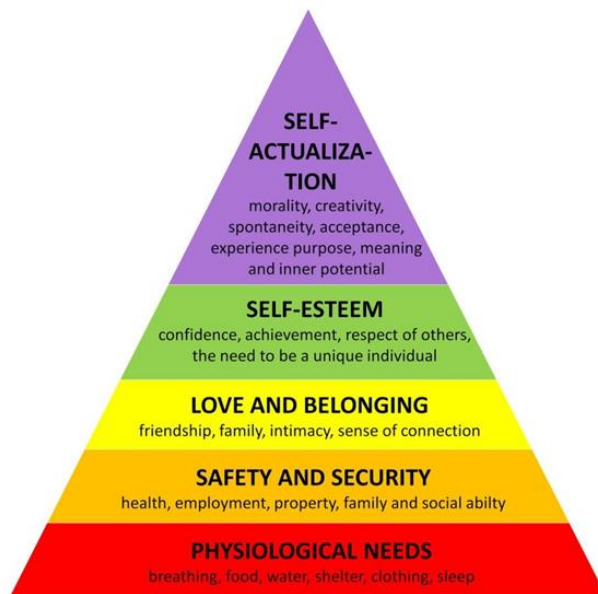 SELF-
ACTUALIZA-
TION
morality, creativity,
spontaneity, acceptance,
experience purpose, meaning
and inner potential
SELF-ESTEEM
confidence, achievement, respect of others,
the need to be a unique individual
LOVE AND BELONGING
friendship, family, intimacy, sense of connection
SAFETY AND SECURITY
health, employment, property, family and social abilty
PHYSIOLOGICAL NEEDS
breathing, food, water, shelter, clothing, sleep